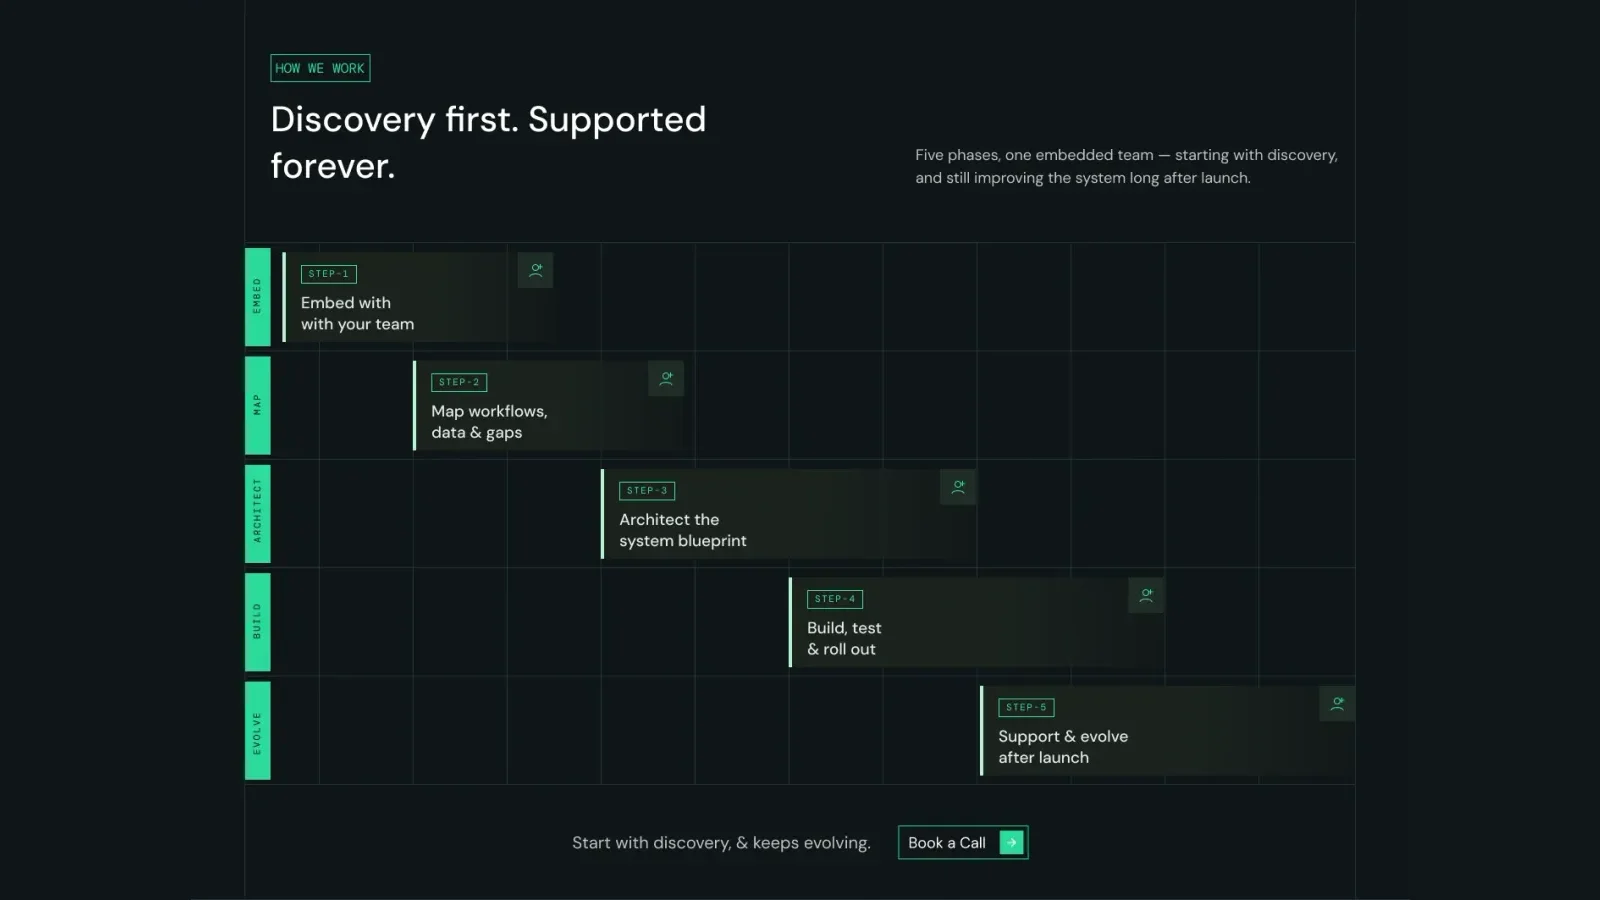 HOW WE WORK
Discovery first. Supported
forever.
Five phases, one embedded team — starting with discovery,
and still improving the system long after launch.
EMBED
STEP-1
Embed with
with your team
MAP
STEP-2
Map workflows,
data & gaps
ARCHITECT
STEP-3
Architect the
system blueprint
BUILD
STEP-4
Build, test
& roll out
EVOLVE
STEP-5
Support & evolve
after launch
Start with discovery, & keeps evolving.
Book a Call